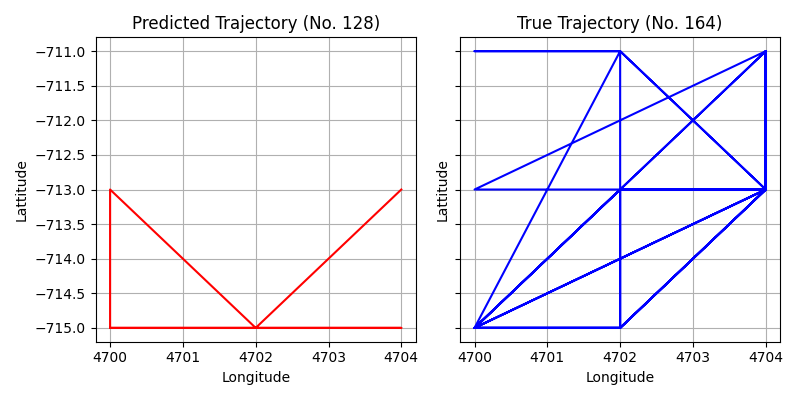 Predicted Trajectory (No. 128)
True Trajectory (No. 164)
Lattitude
−711.0
−711.5
−712.0
−712.5
−713.0
−713.5
−714.0
−714.5
−715.0
4700 4701 4702 4703 4704
Longitude
Lattitude
4700 4701 4702 4703 4704
Longitude